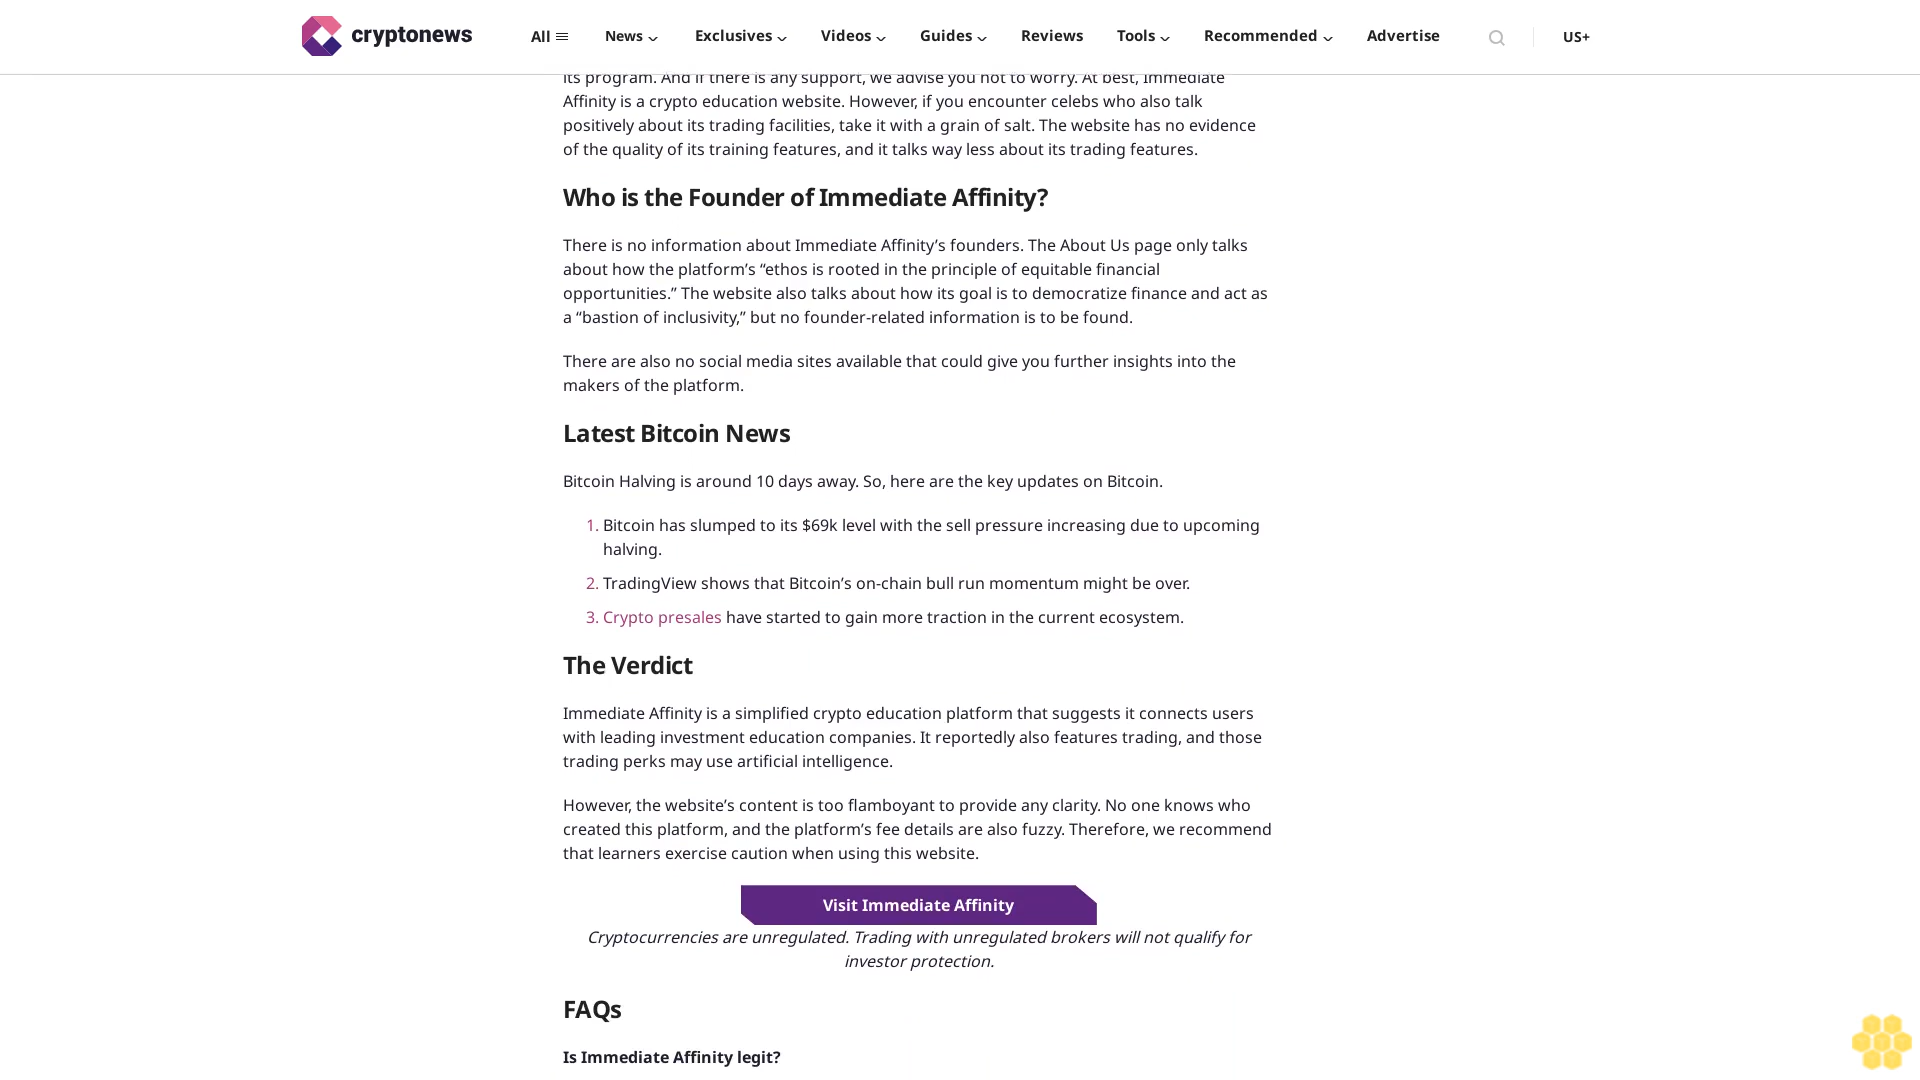 cryptonews
All
News
Exclusives
Videos
Guides
Reviews
Tools
Recommended
Advertise
US+
its program. And if there is any support, we advise you not to worry. At best, Immediate
Affinity is a crypto education website. However, if you encounter celebs who also talk
positively about its trading facilities, take it with a grain of salt. The website has no evidence
of the quality of its training features, and it talks way less about its trading features.
Who is the Founder of Immediate Affinity?
There is no information about Immediate Affinity’s founders. The About Us page only talks
about how the platform’s “ethos is rooted in the principle of equitable financial
opportunities.” The website also talks about how its goal is to democratize finance and act as
a “bastion of inclusivity,” but no founder-related information is to be found.
There are also no social media sites available that could give you further insights into the
makers of the platform.
Latest Bitcoin News
Bitcoin Halving is around 10 days away. So, here are the key updates on Bitcoin.
1. Bitcoin has slumped to its $69k level with the sell pressure increasing due to upcoming
halving.
2. TradingView shows that Bitcoin’s on-chain bull run momentum might be over.
3. Crypto presales have started to gain more traction in the current ecosystem.
The Verdict
Immediate Affinity is a simplified crypto education platform that suggests it connects users
with leading investment education companies. It reportedly also features trading, and those
trading perks may use artificial intelligence.
However, the website’s content is too flamboyant to provide any clarity. No one knows who
created this platform, and the platform’s fee details are also fuzzy. Therefore, we recommend
that learners exercise caution when using this website.
Visit Immediate Affinity
Cryptocurrencies are unregulated. Trading with unregulated brokers will not qualify for
investor protection.
FAQs
Is Immediate Affinity legit?